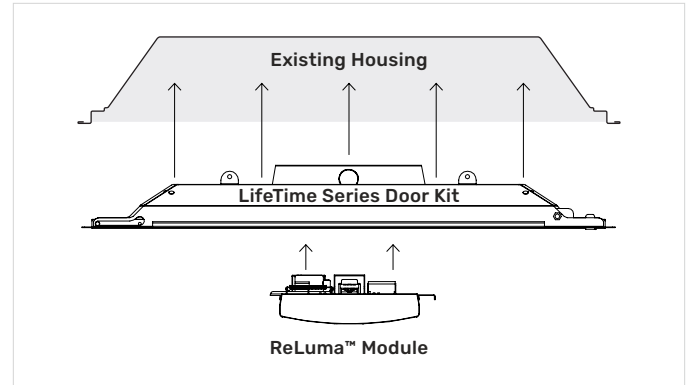 Existing Housing
LifeTime Series Door Kit
ReLuma™ Module